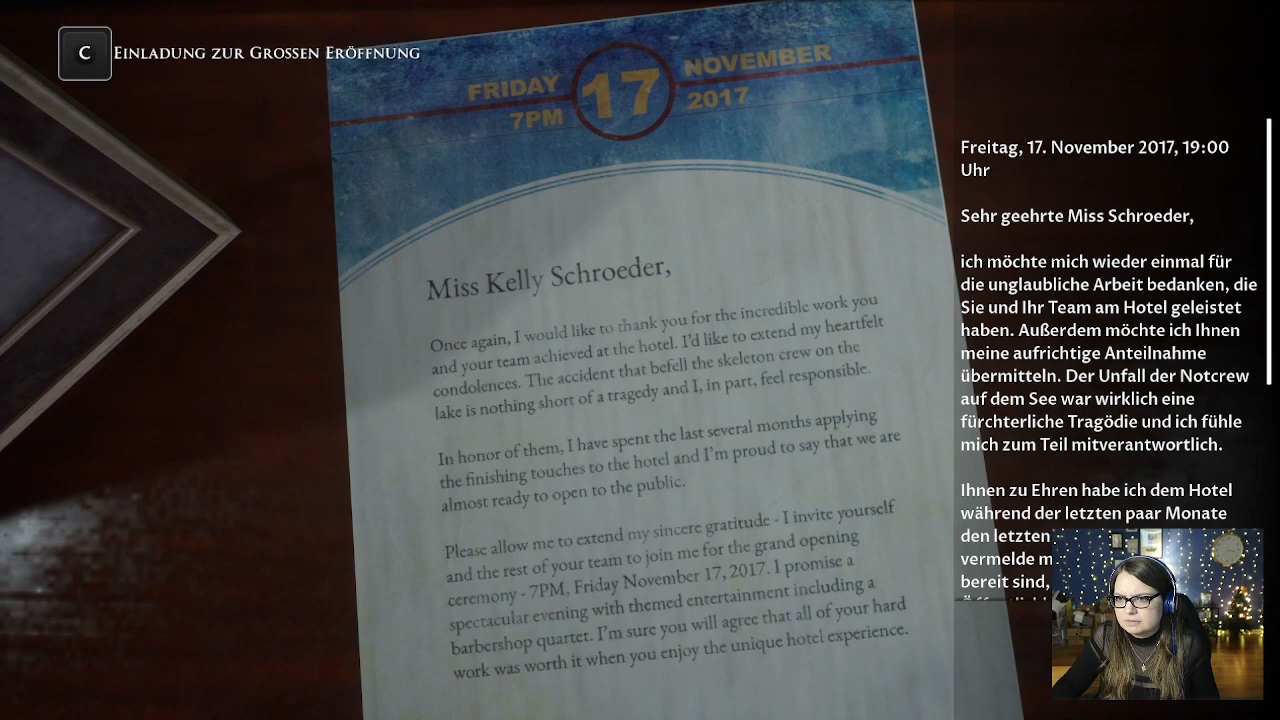 C
EINLADUNG ZUR GROSSEN ERÖFFNUNG
FRIDAY
7PM
17
NOVEMBER
2017
Miss Kelly Schroeder,
Once again, I would like to thank you for the incredible work you
and your team achieved at the hotel. I'd like to extend my heartfelt
condolences. The accident that befell the skeleton crew on the
lake is nothing short of a tragedy and I, in part, feel responsible.
In honor of them, I have spent the last several months applying
the finishing touches to the hotel and I'm proud to say that we are
almost ready to open to the public.
Please allow me to extend my sincere gratitude - I invite yourself
and the rest of your team to join me for the grand opening
ceremony - 7PM, Friday November 17, 2017. I promise a
spectacular evening with themed entertainment including a
barbershop quartet. I'm sure you will agree that all of your hard
work was worth it when you enjoy the unique hotel experience.
Freitag, 17. November 2017, 19:00
Uhr
Sehr geehrte Miss Schroeder,
ich möchte mich wieder einmal für
die unglaubliche Arbeit bedanken, die
Sie und Ihr Team am Hotel geleistet
haben. Außerdem möchte ich Ihnen
meine aufrichtige Anteilnahme
übermitteln. Der Unfall der Notcrew
auf dem See war wirklich eine
fürchterliche Tragödie und ich fühle
mich zum Teil mitverantwortlich.
Ihnen zu Ehren habe ich dem Hotel
während der letzten paar Monate
den letzten
vermelde m
bereit sind,